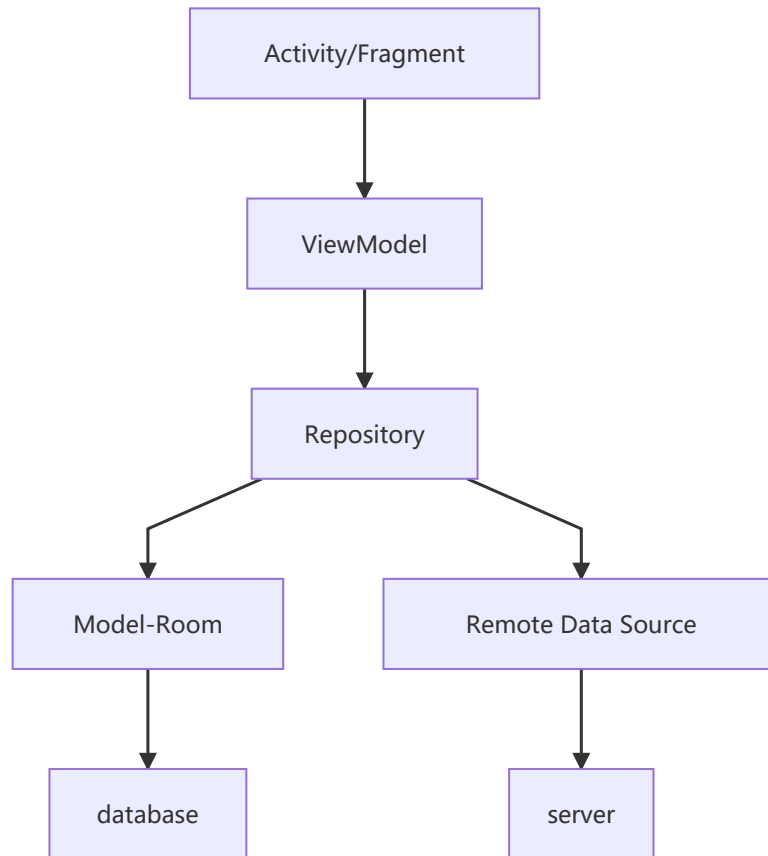 Activity/Fragment
ViewModel
Repository
Model-Room
Remote Data Source
database
server